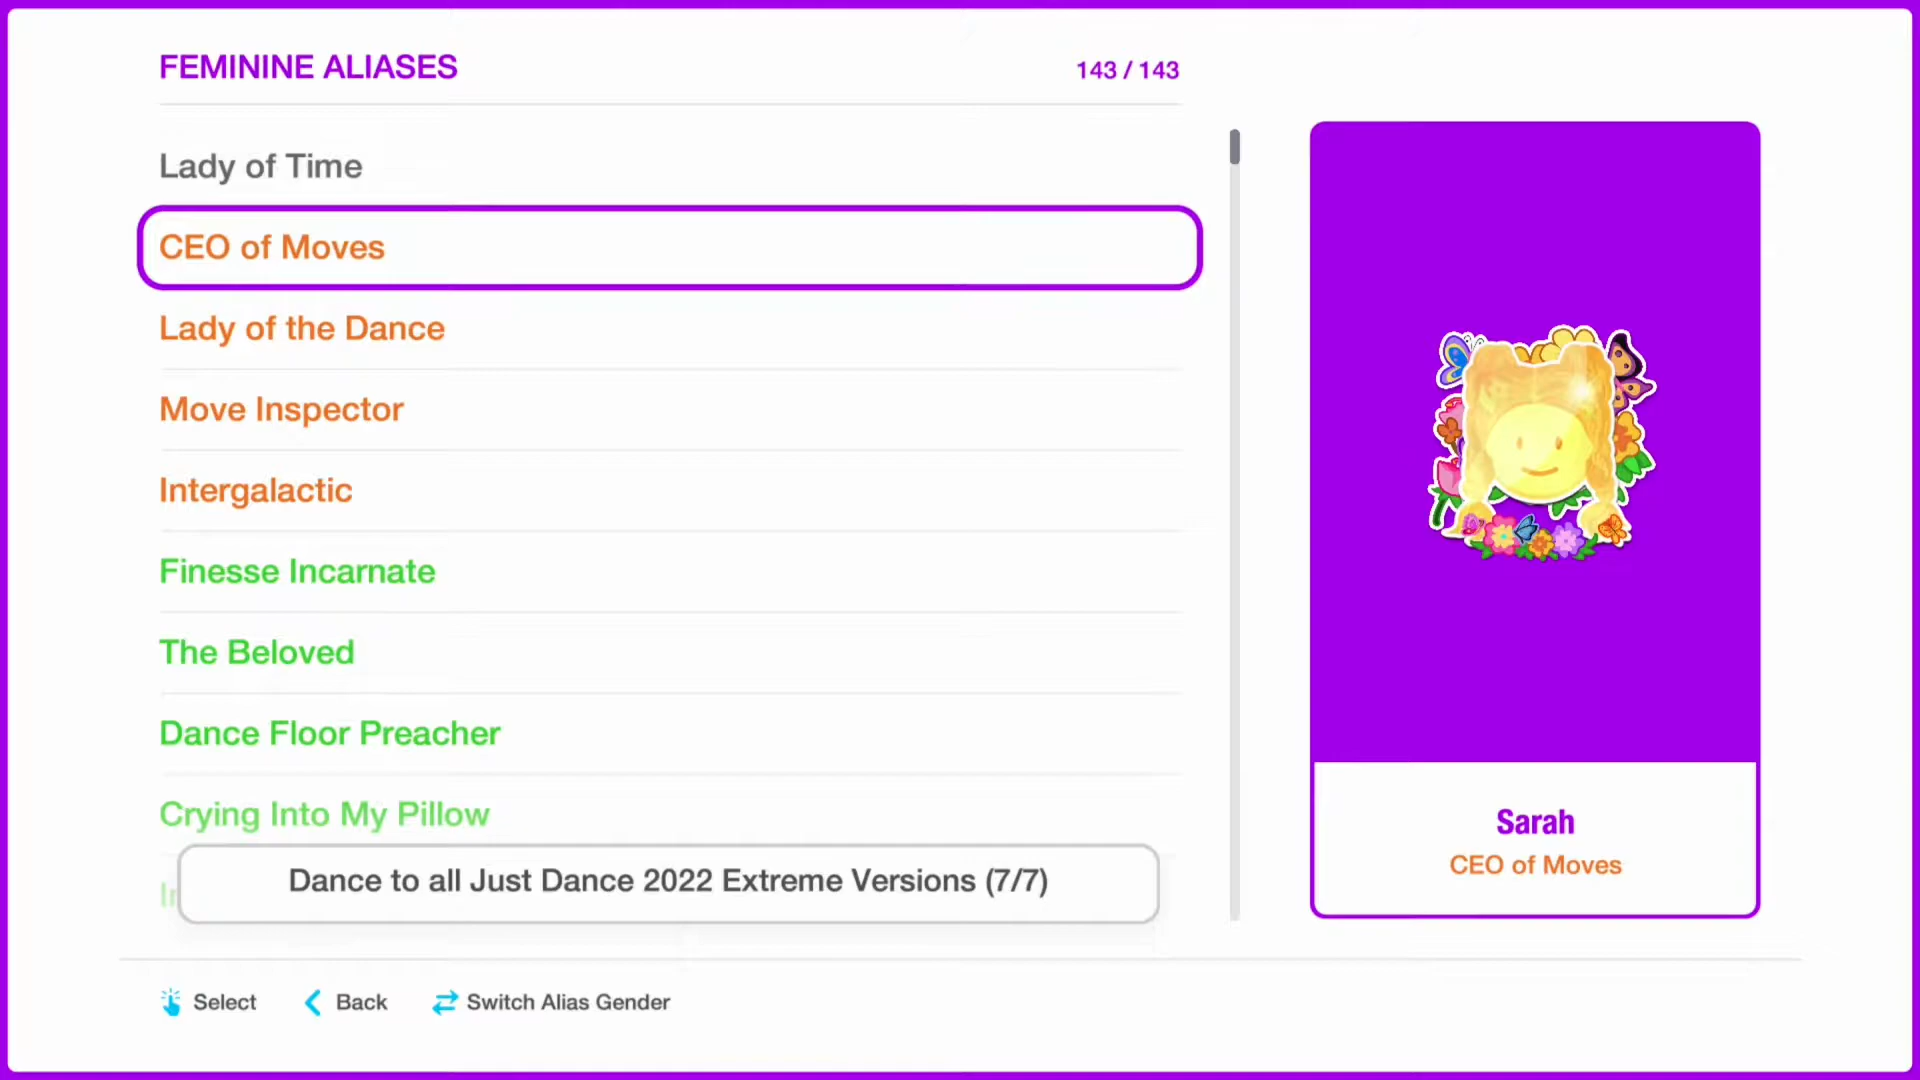 FEMININE ALIASES
143 / 143
Lady of Time
CEO of Moves
Lady of the Dance
Move Inspector
Intergalactic
Finesse Incarnate
The Beloved
Dance Floor Preacher
Crying Into My Pillow
Dance to all Just Dance 2022 Extreme Versions (7/7)
Sarah
CEO of Moves
Select
Back
Switch Alias Gender